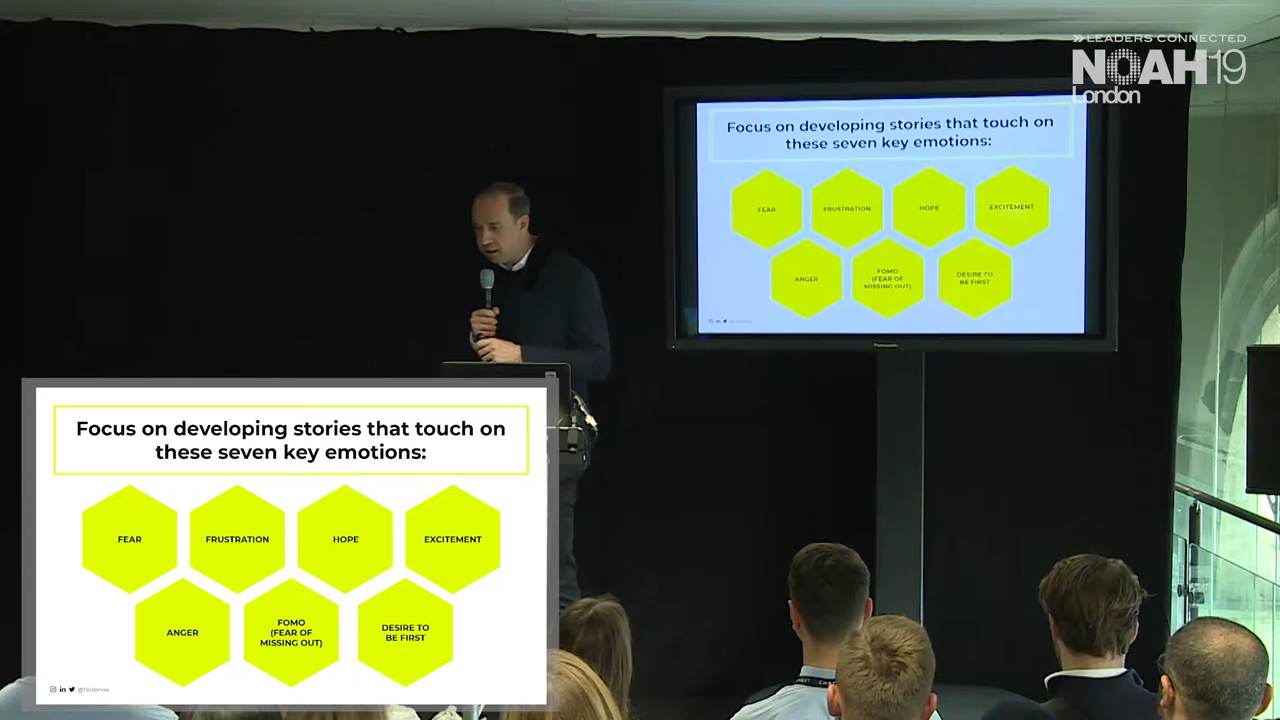 LEADERS CONNECTED
NOAH19
London
Focus on developing stories that touch on
these seven key emotions:
FEAR
FRUSTRATION
HOPE
EXCITEMENT
ANGER
FOMO
(FEAR OF
MISSING OUT)
DESIRE TO
BE FIRST
Panasonic
Focus on developing stories that touch on
these seven key emotions:
FEAR
FRUSTRATION
HOPE
EXCITEMENT
ANGER
FOMO
(FEAR OF
MISSING OUT)
DESIRE TO
BE FIRST